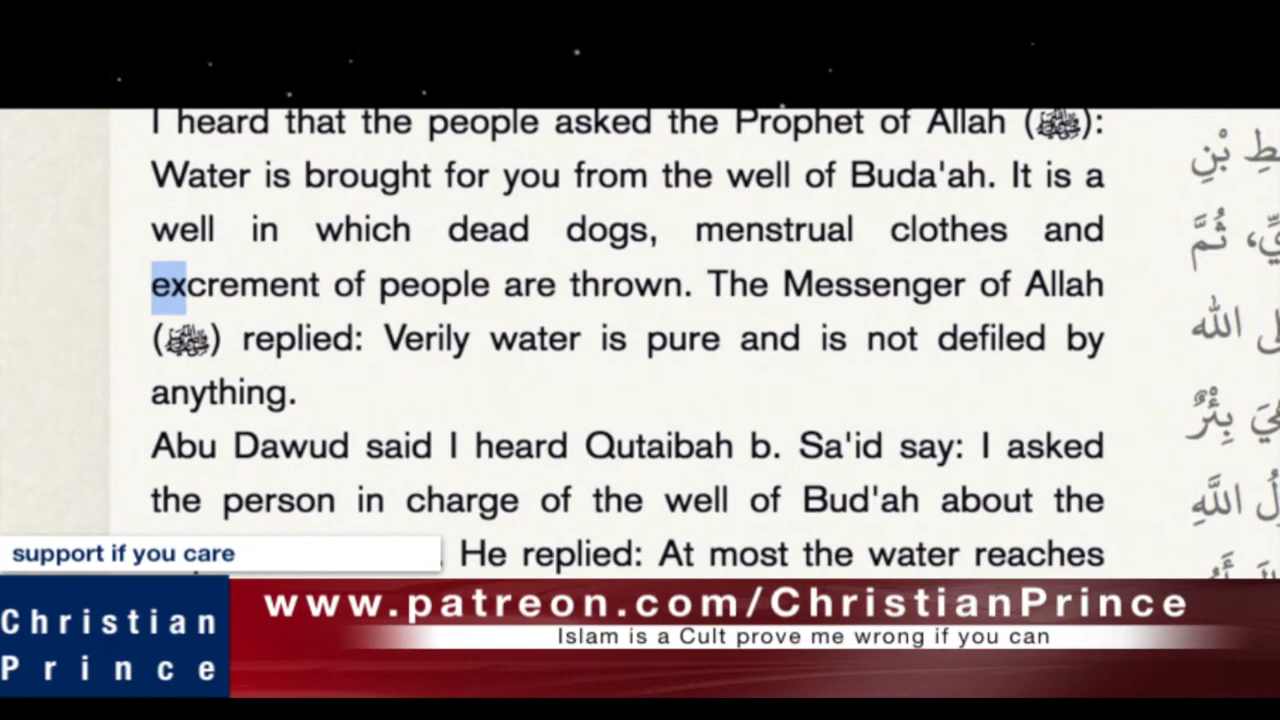 I heard that the people asked the Prophet of Allah (ﷺ):
Water is brought for you from the well of Buda'ah. It is a
well in which dead dogs, menstrual clothes and
excrement of people are thrown. The Messenger of Allah
(ﷺ) replied: Verily water is pure and is not defiled by
anything.
Abu Dawud said I heard Qutaibah b. Sa'id say: I asked
the person in charge of the well of Bud'ah about the
. He replied: At most the water reaches
طِ بْنِ
يِّ، ثُمَّ
لى الله
هِيَ بِئْرٌ
لُ اللَّهِ
support if you care
Christian
Prince
www.patreon.com/ChristianPrince
Islam is a Cult prove me wrong if you can